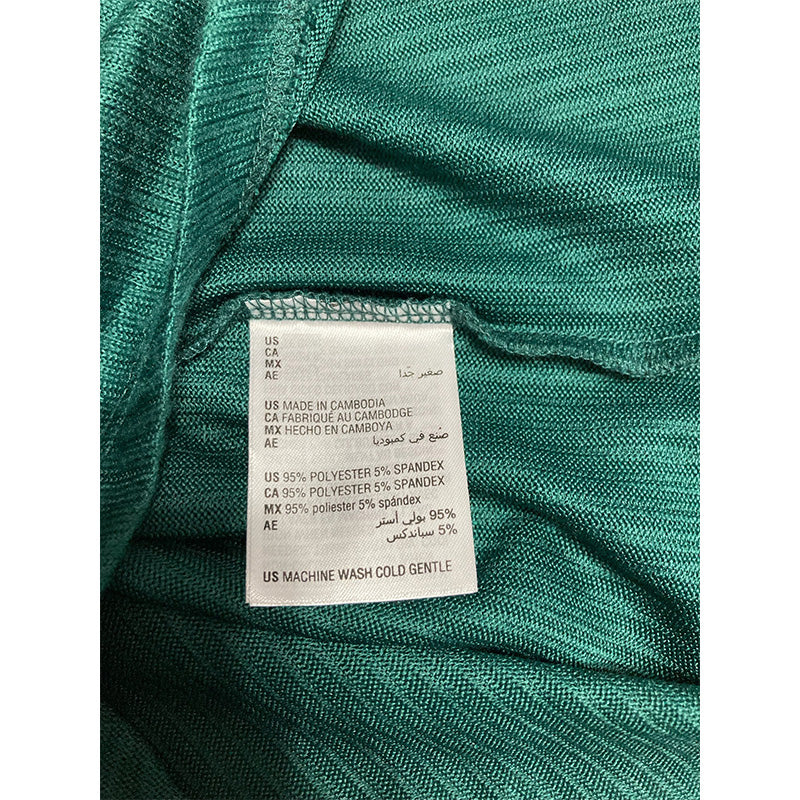 US
CA
MX
AE صغير جّدا
US MADE IN CAMBODIA
CA FABRIQUÉ AU CAMBODGE
MX HECHO EN CAMBOYA
AE صُنع في كمبوديا
US 95% POLYESTER 5% SPANDEX
CA 95% POLYESTER 5% SPANDEX
MX 95% poliester 5% spándex
AE 95% بولي أستر
5% سباندكس
US MACHINE WASH COLD GENTLE